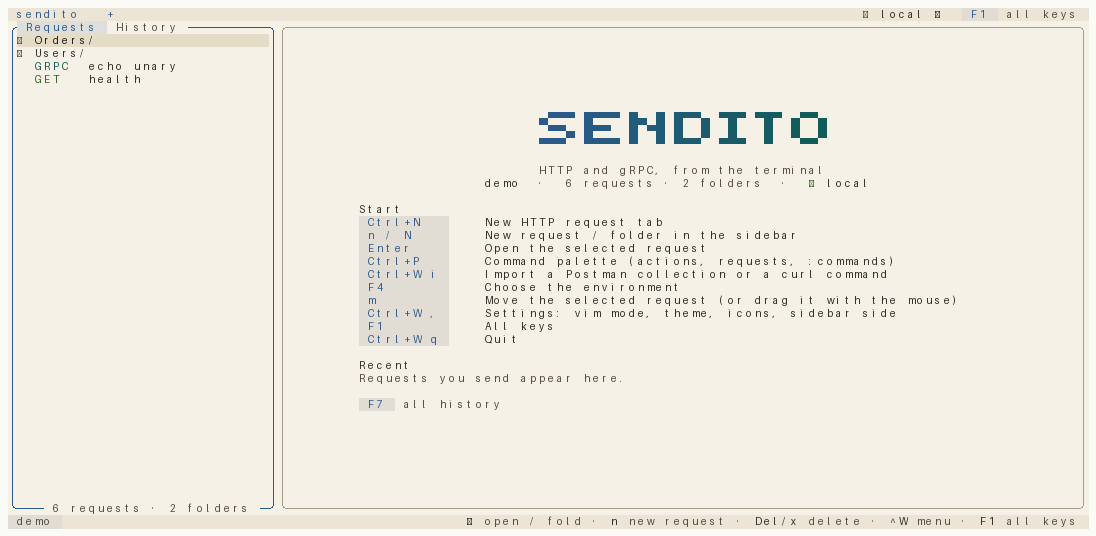 sendito +
local F1 all keys
Requests History
Orders/
Users/
GRPC echo unary
GET health
SENDITO
HTTP and gRPC, from the terminal
demo · 6 requests · 2 folders · local
Start
Ctrl+N New HTTP request tab
n / N New request / folder in the sidebar
Enter Open the selected request
Ctrl+P Command palette (actions, requests, :commands)
Ctrl+W i Import a Postman collection or a curl command
F4 Choose the environment
m Move the selected request (or drag it with the mouse)
Ctrl+W , Settings: vim mode, theme, icons, sidebar side
F1 All keys
Ctrl+W q Quit
Recent
Requests you send appear here.
F7 all history
6 requests · 2 folders
demo
open / fold · n new request · Del/x delete · ^W menu · F1 all keys